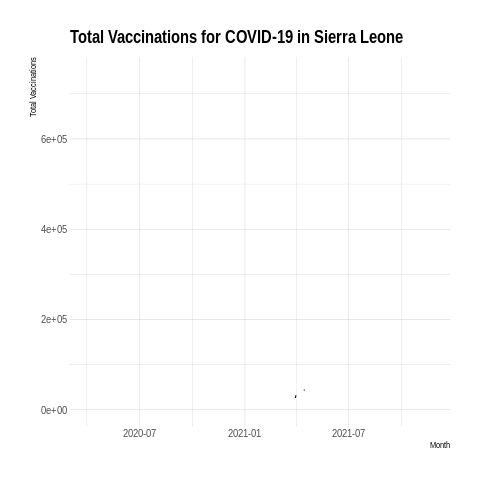 Total Vaccinations for COVID-19 in Sierra Leone
Total Vaccinations
6e+05
4e+05
2e+05
0e+00
2020-07
2021-01
2021-07
Month